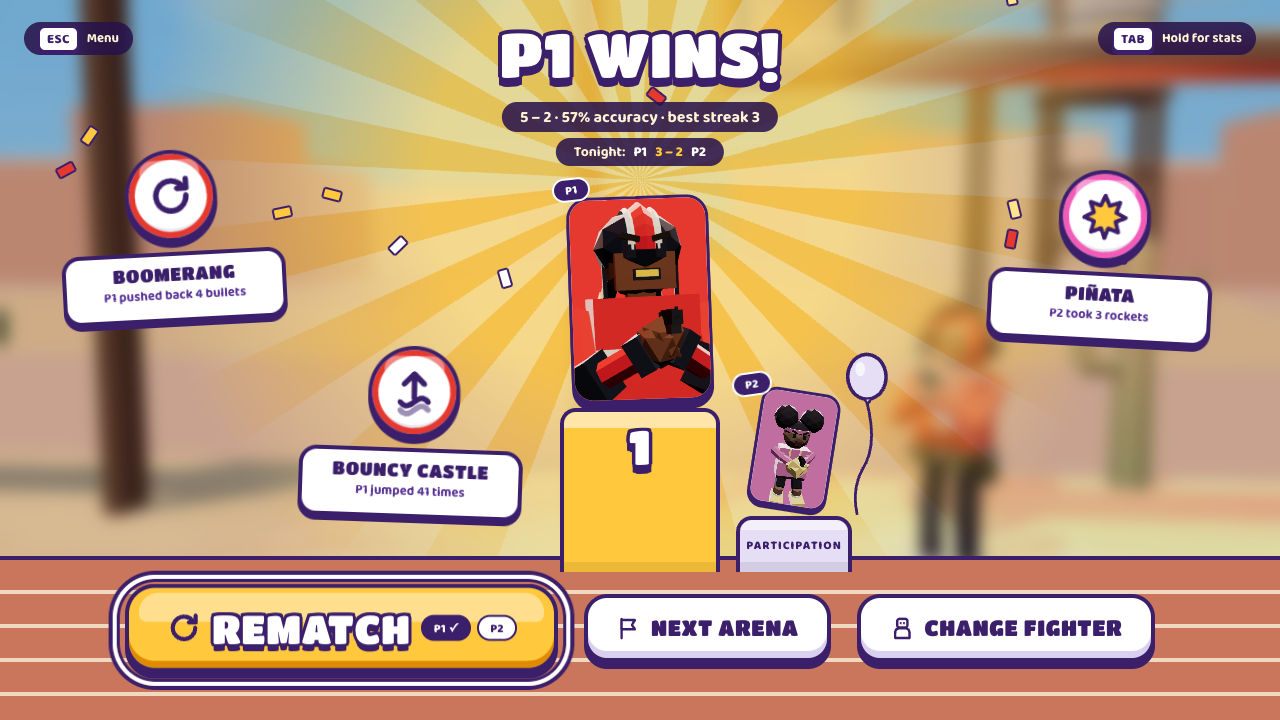 ESC Menu
P1 WINS!
TAB Hold for stats
5 – 2 · 57% accuracy · best streak 3
Tonight: P1 3 – 2 P2
P1
BOOMERANG
P1 pushed back 4 bullets
PIÑATA
P2 took 3 rockets
P2
1
BOUNCY CASTLE
P1 jumped 41 times
PARTICIPATION
REMATCH P1 ✓ P2
NEXT ARENA
CHANGE FIGHTER